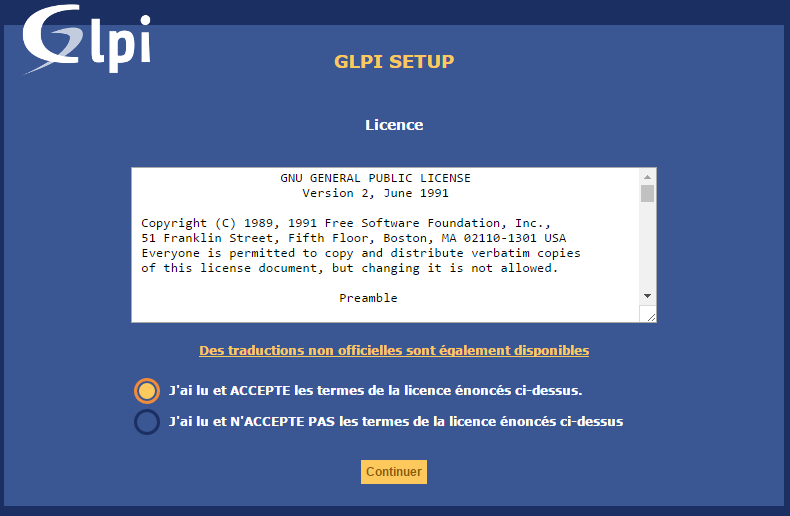 Glpi
GLPI SETUP
Licence
GNU GENERAL PUBLIC LICENSE
Version 2, June 1991
Copyright (C) 1989, 1991 Free Software Foundation, Inc.,
51 Franklin Street, Fifth Floor, Boston, MA 02110-1301 USA
Everyone is permitted to copy and distribute verbatim copies
of this license document, but changing it is not allowed.
Preamble
Des traductions non officielles sont également disponibles
J'ai lu et ACCEPTE les termes de la licence énoncés ci-dessus.
J'ai lu et N'ACCEPTE PAS les termes de la licence énoncés ci-dessus
Continuer